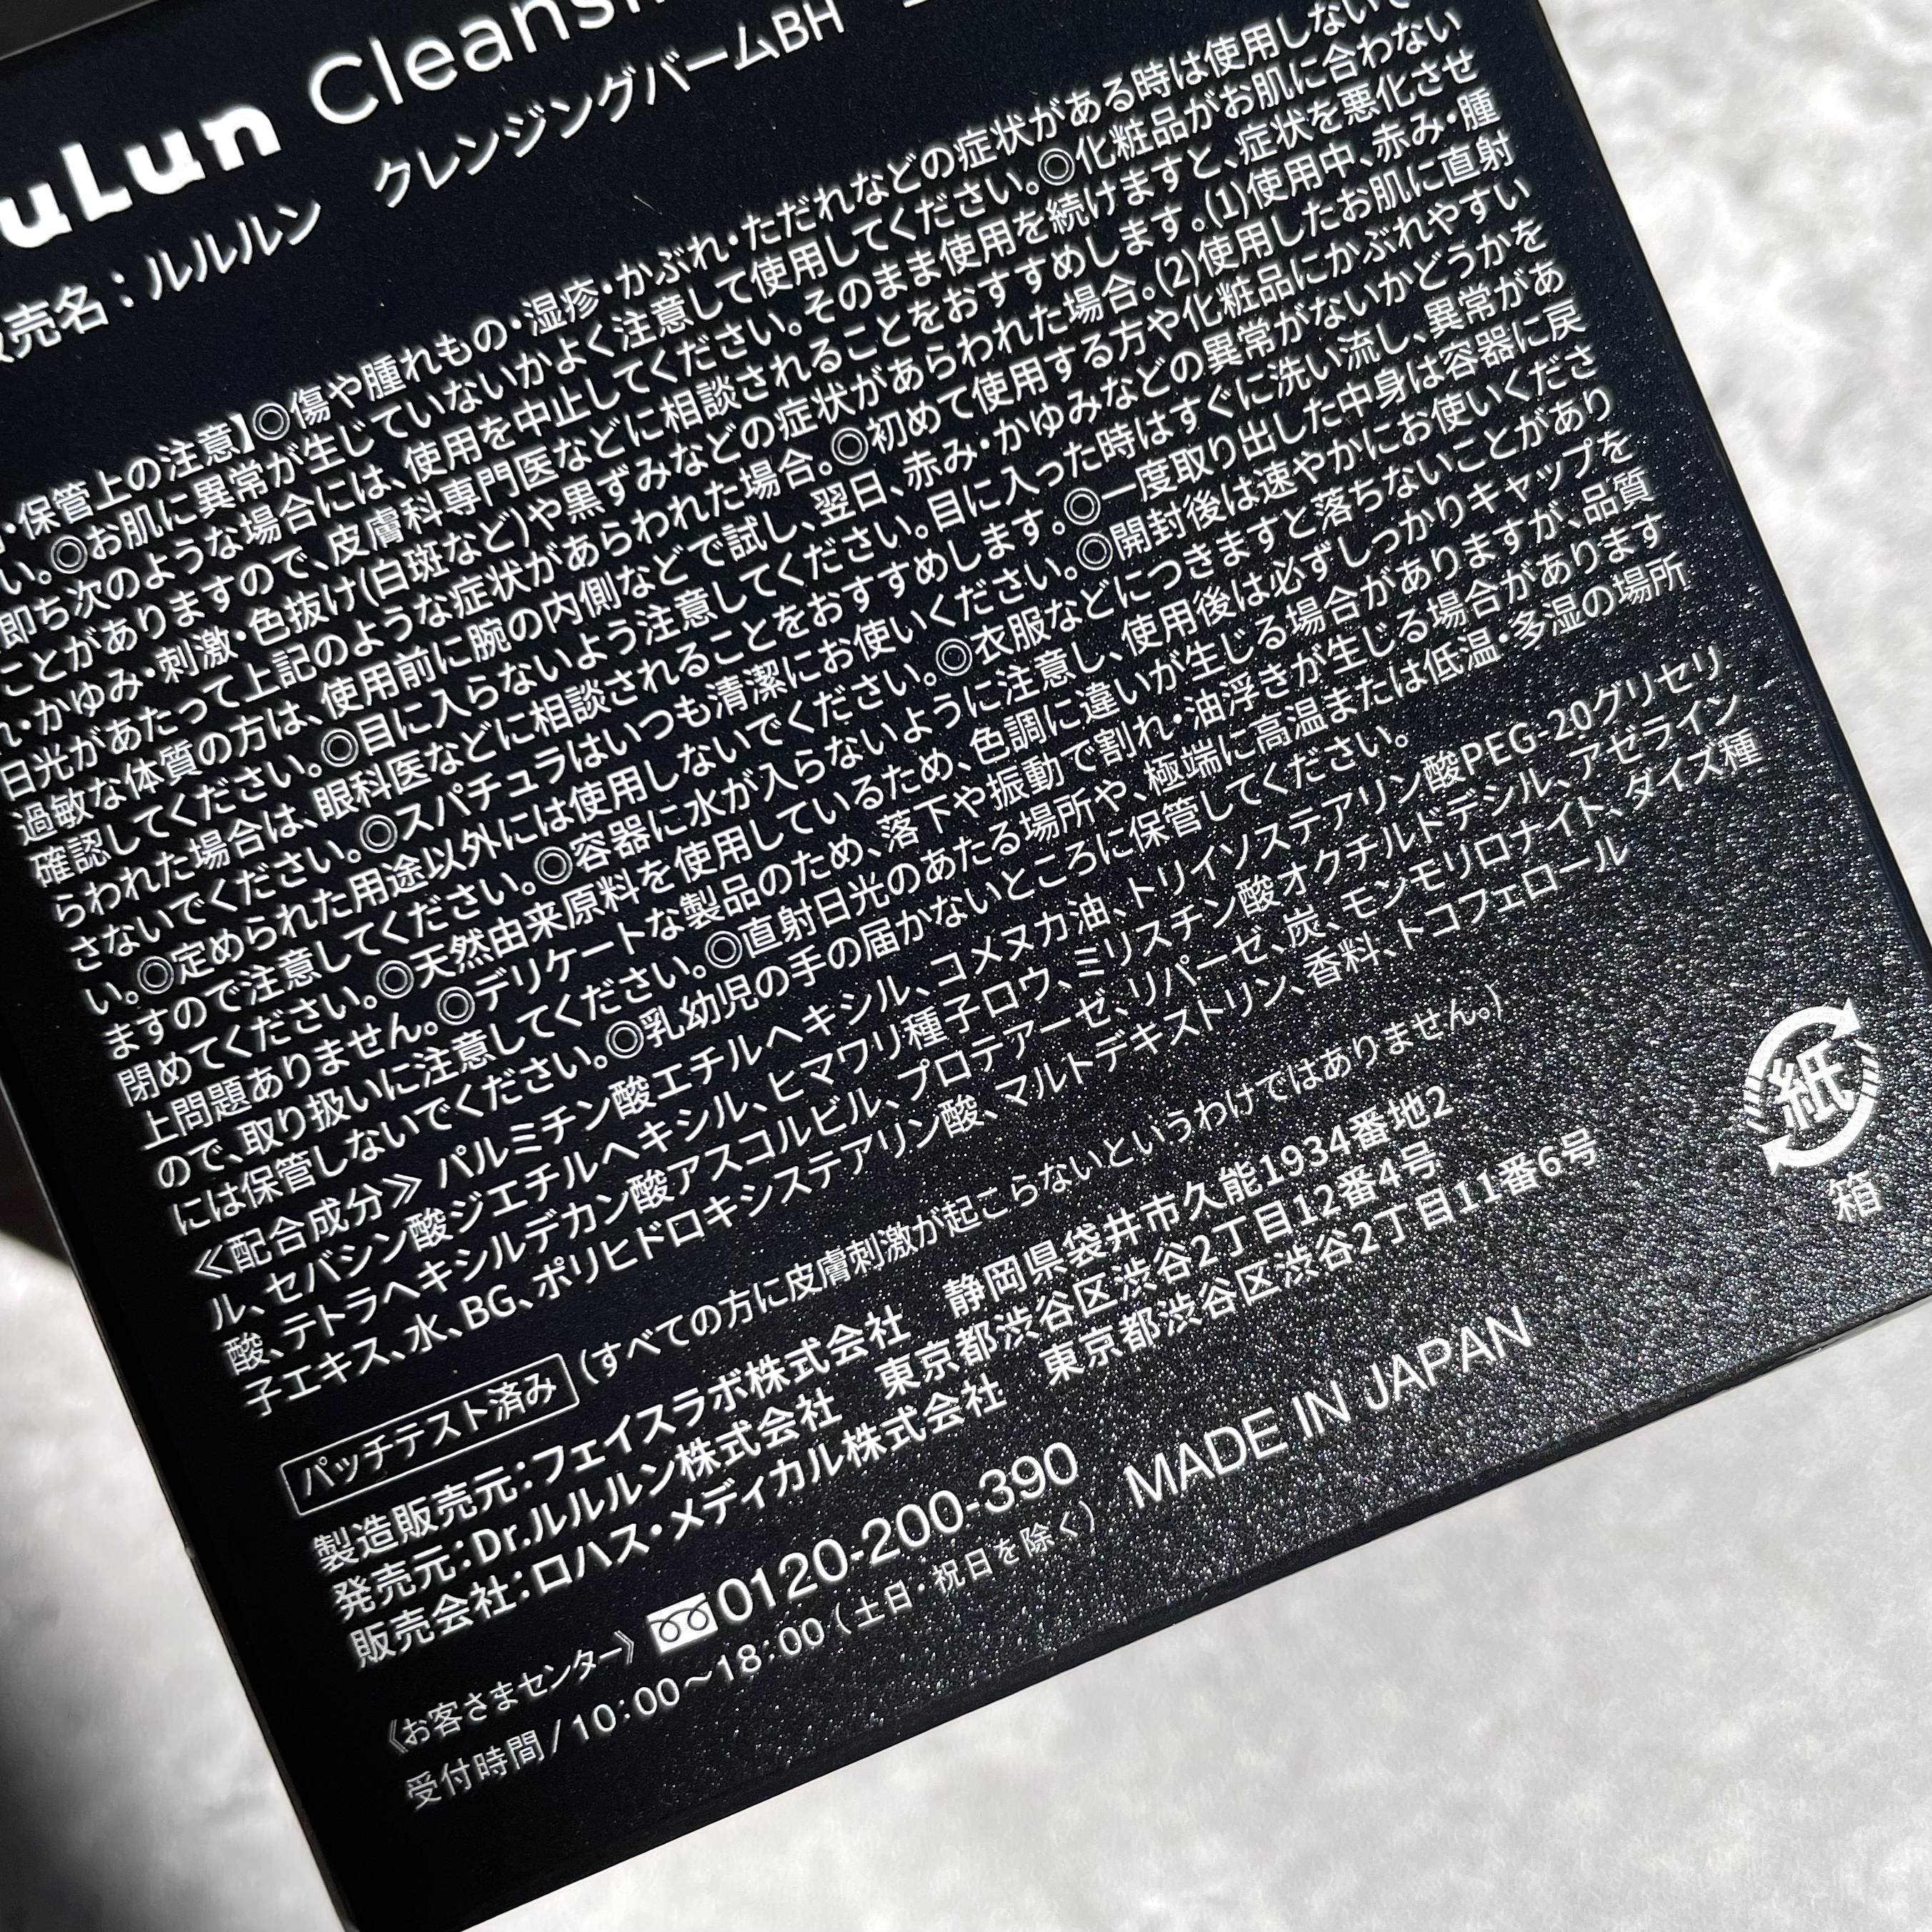 uLun Cleansi
売名：ルルルン　クレンジングバームBH
・保管上の注意】◎傷や腫れもの・湿疹・かぶれ・ただれなどの症状がある時は使用しないで
い。◎お肌に異常が生じていないかよく注意して使用してください。◎化粧品がお肌に合わない
即ち次のような場合には、使用を中止してください。そのまま使用を続けますと、症状を悪化させ
ことがありますので、皮膚科専門医などに相談されることをおすすめします。(1)使用中、赤み・腫
れ・かゆみ・刺激・色抜け(白斑など)や黒ずみなどの症状があらわれた場合。(2)使用したお肌に直射
日光があたって上記のような症状があらわれた場合。◎初めて使用する方や化粧品にかぶれやすい
過敏な体質の方は、使用前に腕の内側などで試し、翌日、赤み・かゆみなどの異常がないかどうかを
確認してください。◎目に入らないよう注意してください。目に入った時はすぐに洗い流し、異常があ
らわれた場合は、眼科医などに相談されることをおすすめします。◎一度取り出した中身は容器に戻
さないでください。◎スパチュラはいつも清潔にお使いください。◎開封後は速やかにお使いくださ
い。◎定められた用途以外には使用しないでください。◎衣服などにつきますと落ちないことがあり
ますので注意してください。◎容器に水が入らないように注意し、使用後は必ずしっかりキャップを
閉めてください。◎天然由来原料を使用しているため、色調に違いが生じる場合がありますが、品質
上問題ありません。◎デリケートな製品のため、落下や振動で割れ・油浮きが生じる場合があります
ので、取り扱いに注意してください。◎直射日光のあたる場所や、極端に高温または低温・多湿の場所
には保管しないでください。◎乳幼児の手の届かないところに保管してください。
≪配合成分≫ パルミチン酸エチルヘキシル、コメヌカ油、トリイソステアリン酸PEG-20グリセリ
ル、セバシン酸ジエチルヘキシル、ヒマワリ種子ロウ、ミリスチン酸オクチルドデシル、アゼライン
酸、テトラヘキシルデカン酸アスコルビル、プロテアーゼ、リパーゼ、炭、モンモリロナイト、ダイズ種
子エキス、水、BG、ポリヒドロキシステアリン酸、マルトデキストリン、香料、トコフェロール
パッチテスト済み (すべての方に皮膚刺激が起こらないというわけではありません。)
製造販売元：フェイスラボ株式会社　静岡県袋井市久能1934番地2
発売元：Dr.ルルルン株式会社　東京都渋谷区渋谷2丁目12番4号
販売会社：ロハス・メディカル株式会社　東京都渋谷区渋谷2丁目11番6号
紙
箱
《お客さまセンター》 0120-200-390 MADE IN JAPAN
受付時間/10:00〜18:00(土日・祝日を除く)